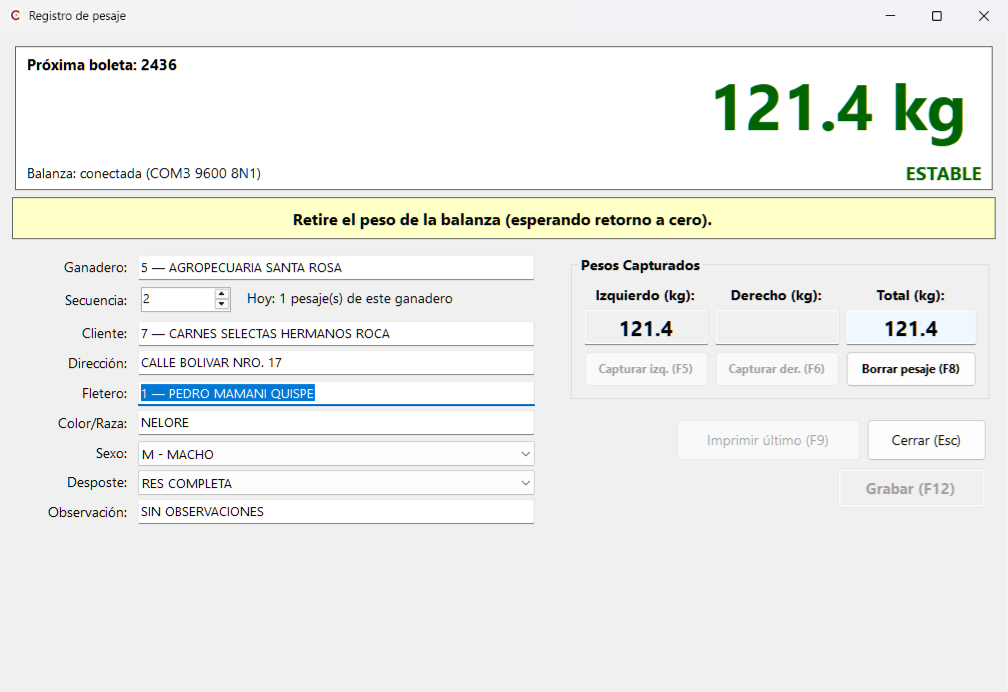 Registro de pesaje
Próxima boleta: 2436
121.4 kg
Balanza: conectada (COM3 9600 8N1)
ESTABLE
Retire el peso de la balanza (esperando retorno a cero).
Ganadero: 5 — AGROPECUARIA SANTA ROSA
Secuencia: 2 Hoy: 1 pesaje(s) de este ganadero
Cliente: 7 — CARNES SELECTAS HERMANOS ROCA
Dirección: CALLE BOLIVAR NRO. 17
Fletero: 1 — PEDRO MAMANI QUISPE
Color/Raza: NELORE
Sexo: M - MACHO
Desposte: RES COMPLETA
Observación: SIN OBSERVACIONES
Pesos Capturados
Izquierdo (kg): Derecho (kg): Total (kg):
121.4 121.4
Capturar izq. (F5) Capturar der. (F6) Borrar pesaje (F8)
Imprimir último (F9) Cerrar (Esc)
Grabar (F12)